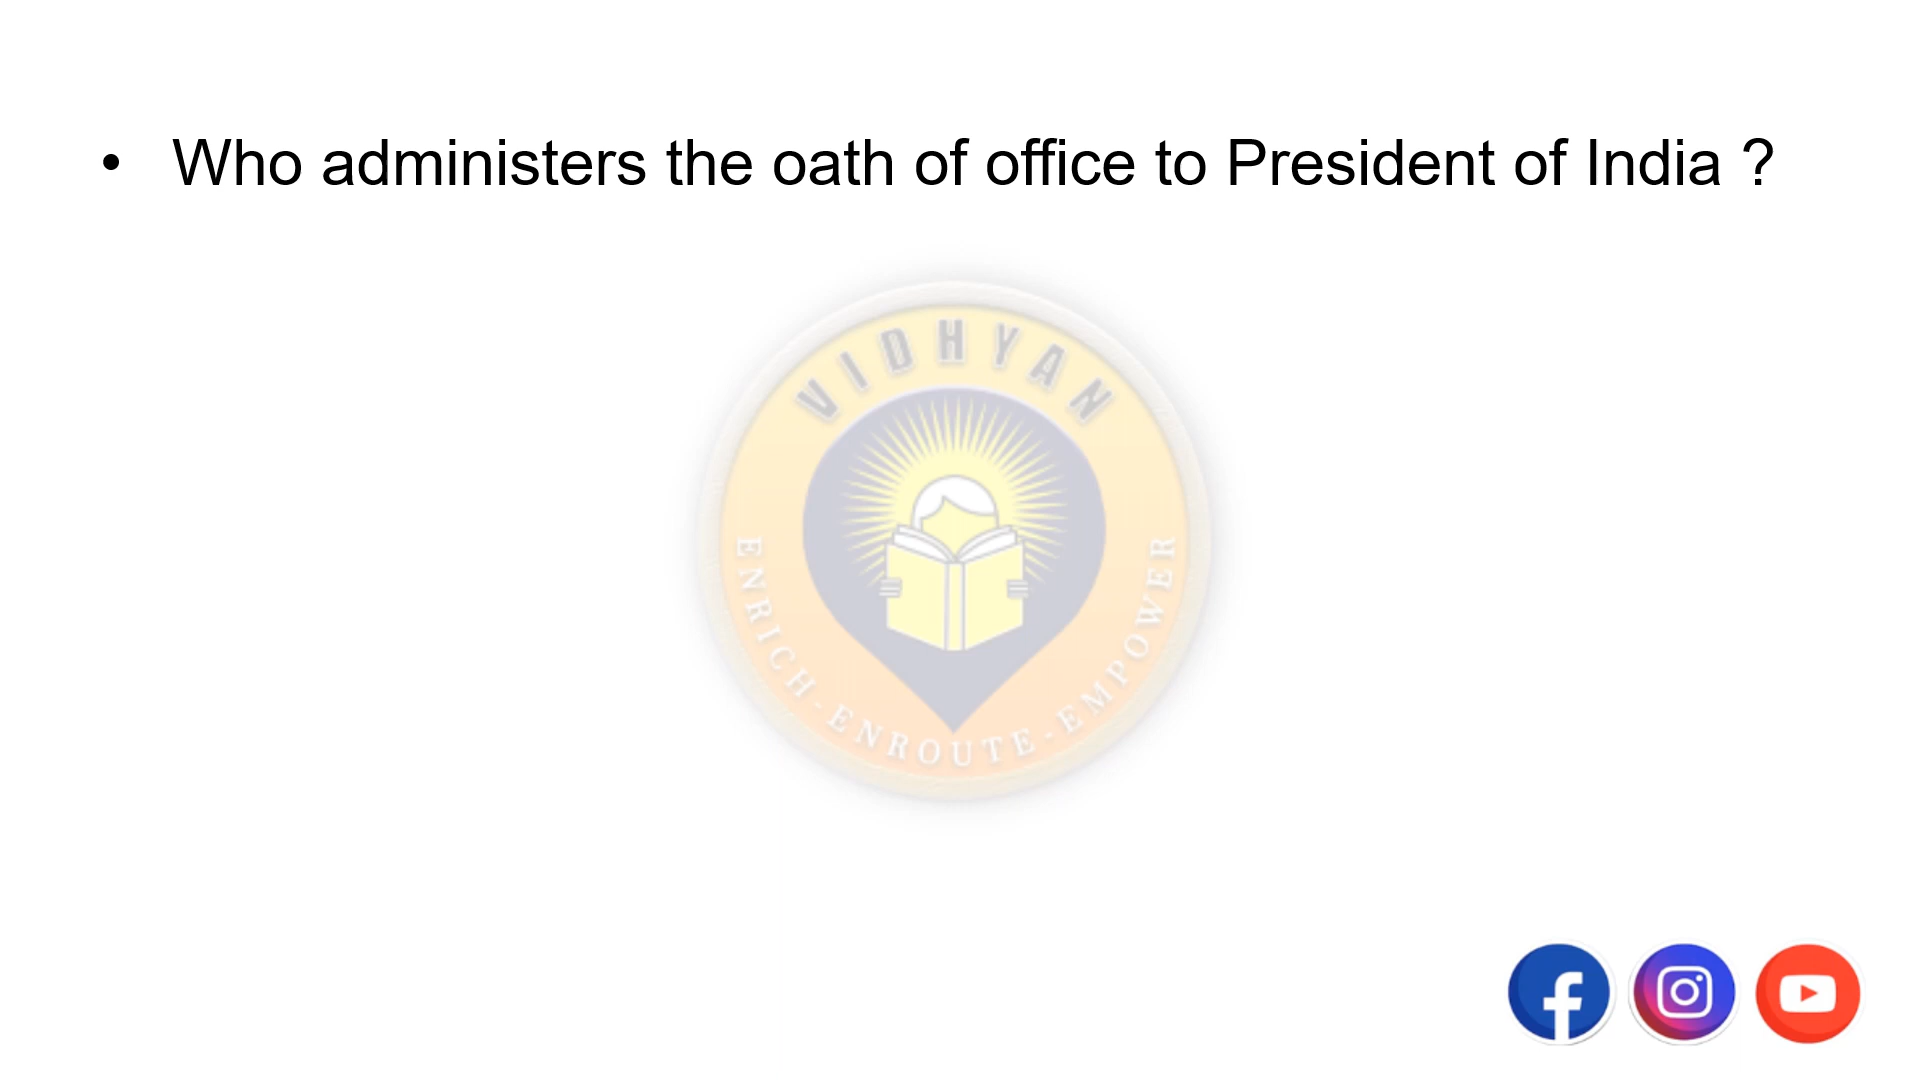 • Who administers the oath of office to President of India ?
VIDHYAN
ENRICH-ENROUTE-EMPOWER